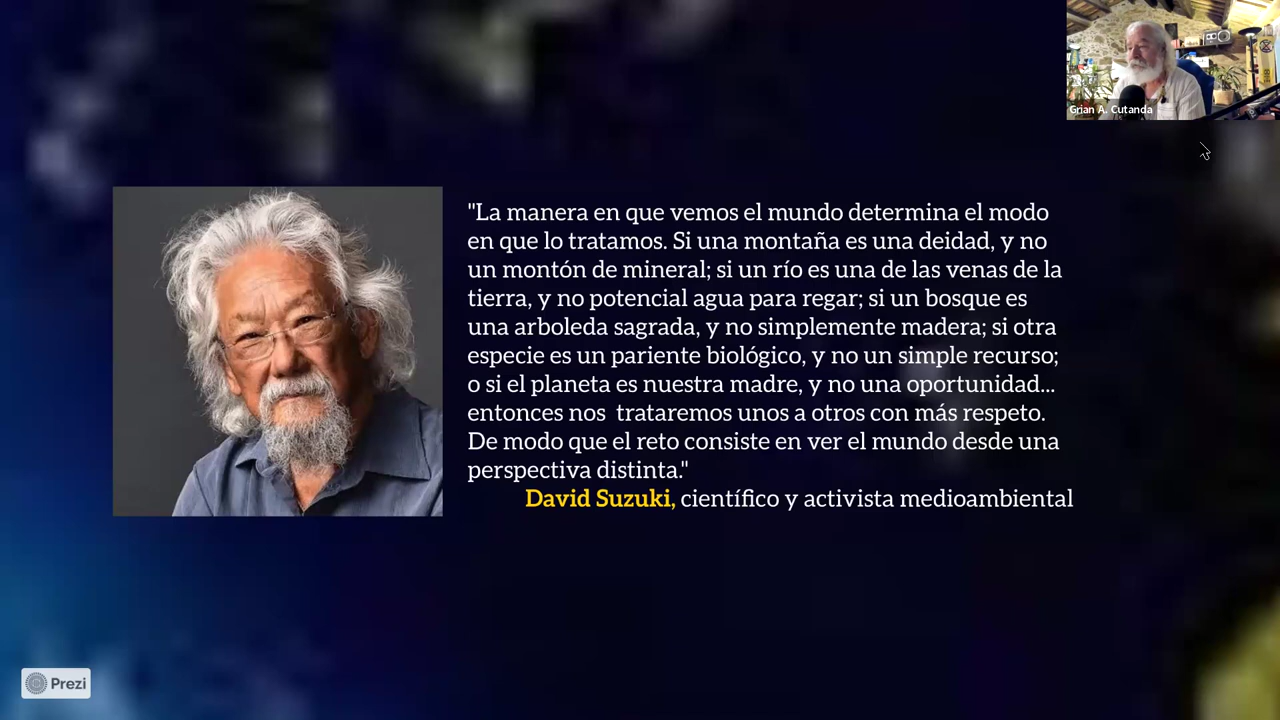 Grian A. Cutanda
"La manera en que vemos el mundo determina el modo
en que lo tratamos. Si una montaña es una deidad, y no
un montón de mineral; si un río es una de las venas de la
tierra, y no potencial agua para regar; si un bosque es
una arboleda sagrada, y no simplemente madera; si otra
especie es un pariente biológico, y no un simple recurso;
o si el planeta es nuestra madre, y no una oportunidad...
entonces nos  trataremos unos a otros con más respeto.
De modo que el reto consiste en ver el mundo desde una
perspectiva distinta."
David Suzuki, científico y activista medioambiental
Prezi